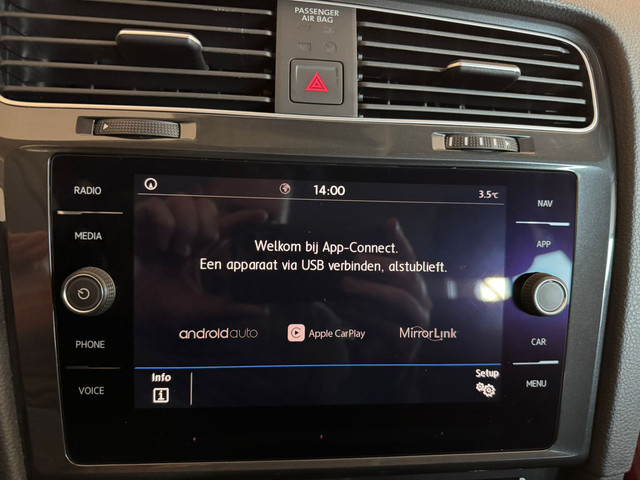 PASSENGER
AIR BAG
RADIO
MEDIA
PHONE
VOICE
14:00
3.5°C
Welkom bij App-Connect.
Een apparaat via USB verbinden, alstublieft.
androidauto
Apple CarPlay
MirrorLink
Info
i
Setup
NAV
APP
CAR
MENU